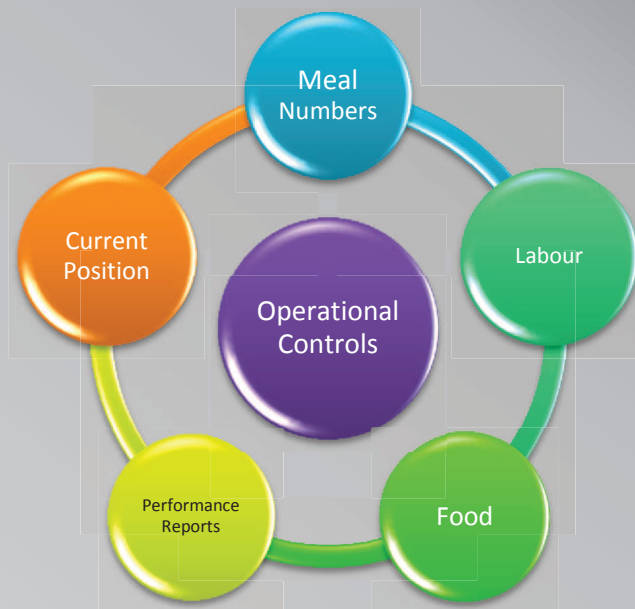 Meal
Numbers
Current
Position
Labour
Operational
Controls
Performance
Reports
Food